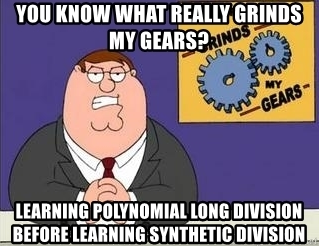 YOU KNOW WHAT REALLY GRINDS
MY GEARS?
GRINDS
MY
GEARS
LEARNING POLYNOMIAL LONG DIVISION
BEFORE LEARNING SYNTHETIC DIVISION